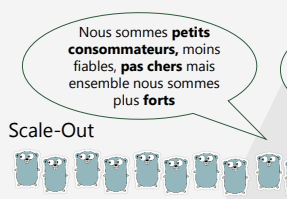 Nous sommes petits
consommateurs, moins
fiables, pas chers mais
ensemble nous sommes
plus forts
Scale-Out